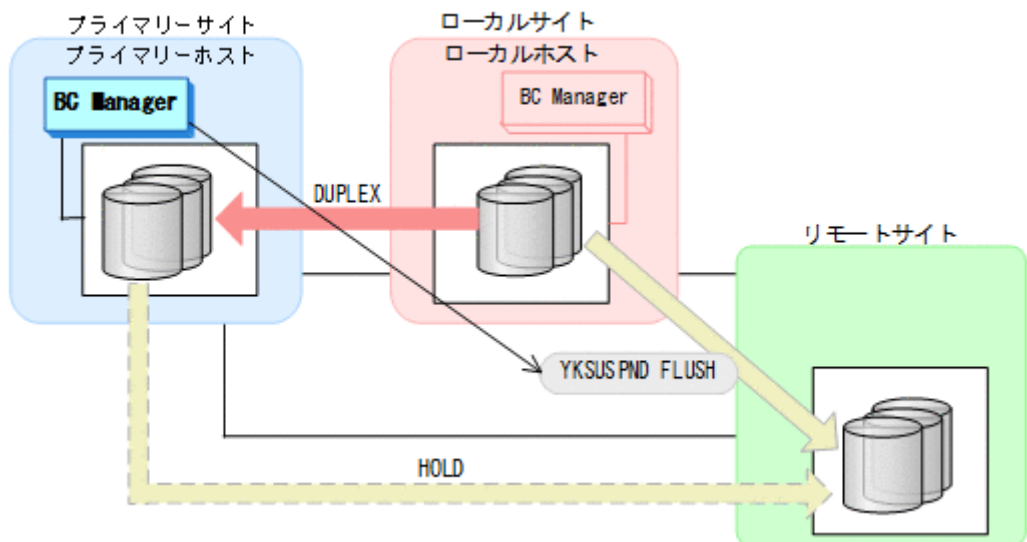 プライマリーサイト
プライマリーホスト
BC Manager
ローカルサイト
ローカルホスト
BC Manager
DUPLEX
リモートサイト
YKSUSPND FLUSH
HOLD